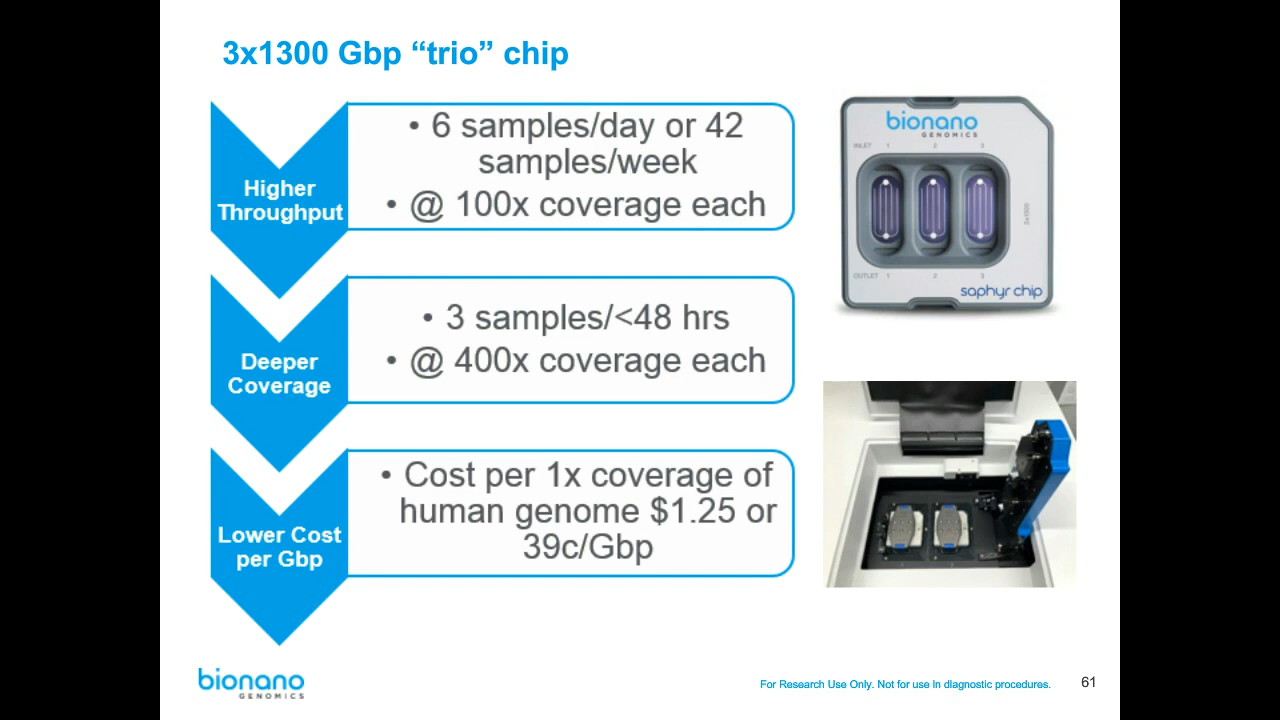 3x1300 Gbp “trio” chip
Higher
Throughput
• 6 samples/day or 42
samples/week
• @ 100x coverage each
Deeper
Coverage
• 3 samples/<48 hrs
• @ 400x coverage each
Lower Cost
per Gbp
• Cost per 1x coverage of
human genome $1.25 or
39c/Gbp
bionano
GENOMICS
INLET 1 2 3
3x1300
OUTLET 1 2 3
saphyr chip
bionano
GENOMICS
For Research Use Only. Not for use in diagnostic procedures.
61